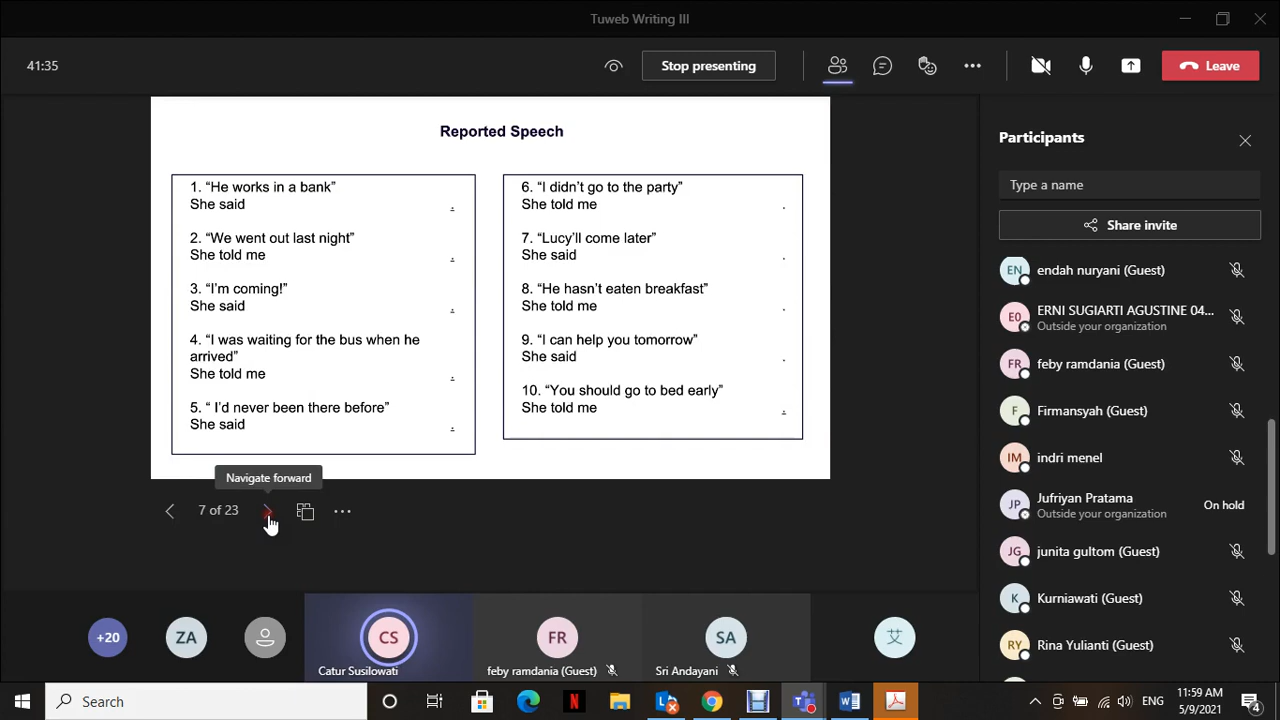 Tuweb Writing III
41:35
Stop presenting
Leave
Reported Speech
1. “He works in a bank”
She said .
2. “We went out last night”
She told me .
3. “I’m coming!”
She said .
4. “I was waiting for the bus when he
arrived”
She told me .
5. “ I’d never been there before”
She said .
6. “I didn’t go to the party”
She told me .
7. “Lucy’ll come later”
She said .
8. “He hasn’t eaten breakfast”
She told me .
9. “I can help you tomorrow”
She said .
10. “You should go to bed early”
She told me .
Navigate forward
7 of 23
Participants
Type a name
Share invite
EN endah nuryani (Guest)
E0 ERNI SUGIARTI AGUSTINE 04...
Outside your organization
FR feby ramdania (Guest)
F Firmansyah (Guest)
IM indri menel
JP Jufriyan Pratama On hold
Outside your organization
JG junita gultom (Guest)
K Kurniawati (Guest)
RY Rina Yulianti (Guest)
+20 ZA CS FR SA 艾
Catur Susilowati feby ramdania (Guest) Sri Andayani
Search
ENG
11:59 AM
5/9/2021
4